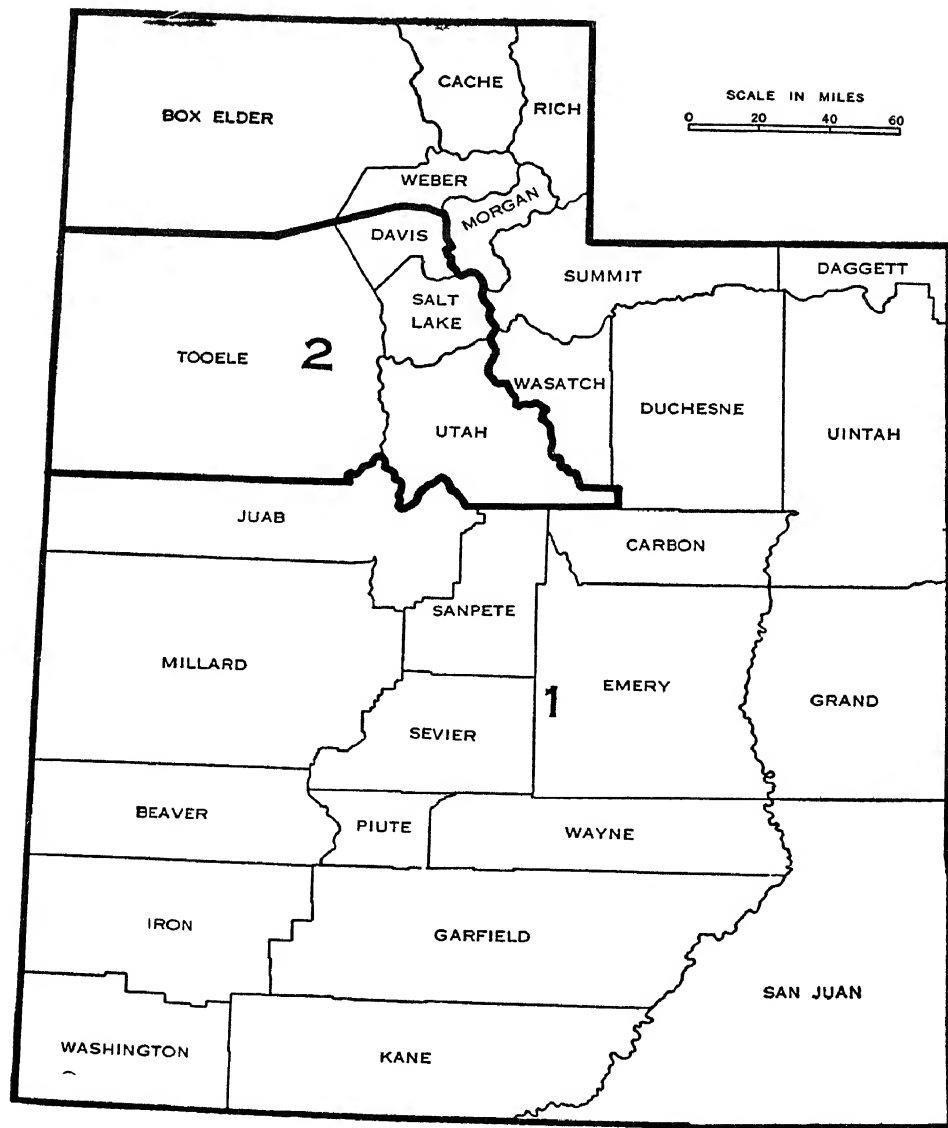 CACHE
RICH
BOX ELDER
SCALE IN MILES
0 20 40 60
WEBER
MORGAN
DAVIS
SUMMIT
DAGGETT
SALT
LAKE
TOOELE
2
WASATCH
DUCHESNE
UTAH
UINTAH
JUAB
CARBON
SANPETE
MILLARD
EMERY
1
GRAND
SEVIER
BEAVER
PIUTE
WAYNE
IRON
GARFIELD
SAN JUAN
WASHINGTON
KANE